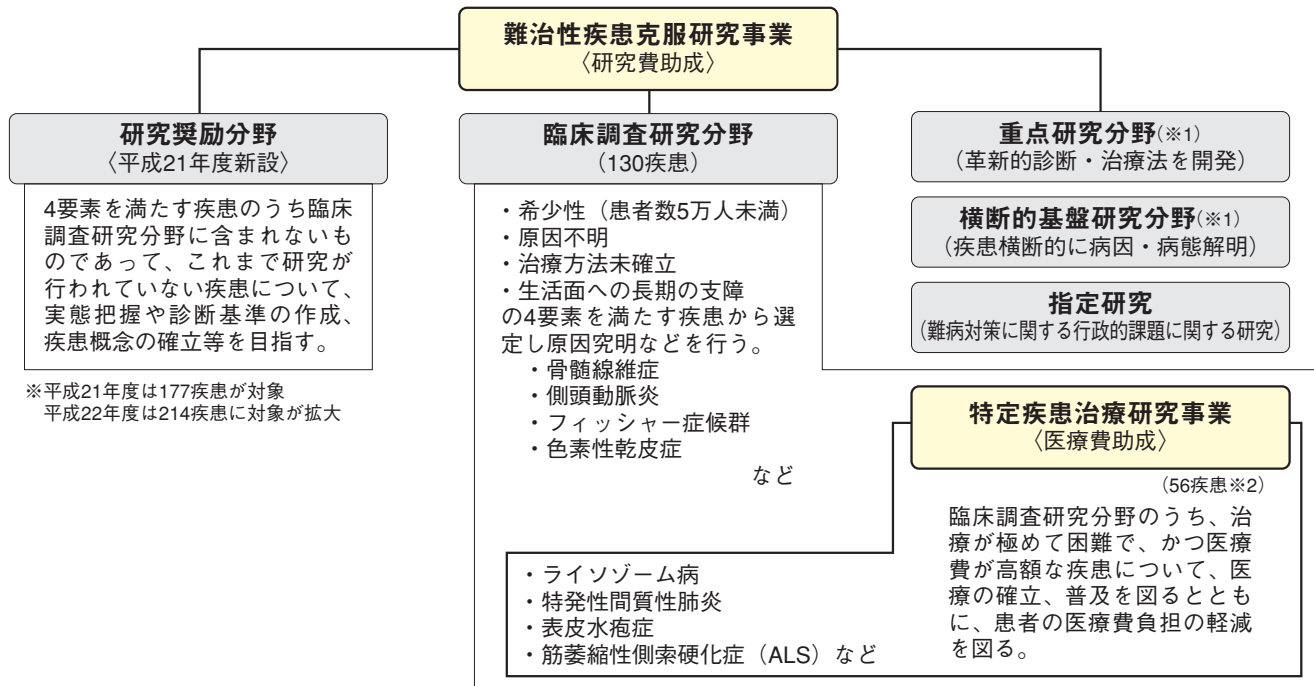 難治性疾患克服研究事業
〈研究費助成〉
研究奨励分野
〈平成21年度新設〉
4要素を満たす疾患のうち臨床
調査研究分野に含まれないも
のであって、これまで研究が
行われていない疾患について、
実態把握や診断基準の作成、
疾患概念の確立等を目指す。
※平成21年度は177疾患が対象
平成22年度は214疾患に対象が拡大
臨床調査研究分野
(130疾患)
・希少性(患者数5万人未満)
・原因不明
・治療方法未確立
・生活面への長期の支障
の4要素を満たす疾患から選
定し原因究明などを行う。
・骨髄線維症
・側頭動脈炎
・フィッシャー症候群
・色素性乾皮症
など
重点研究分野(※1)
(革新的診断・治療法を開発)
横断的基盤研究分野(※1)
(疾患横断的に病因・病態解明)
指定研究
(難病対策に関する行政的課題に関する研究)
特定疾患治療研究事業
〈医療費助成〉
(56疾患※2)
臨床調査研究分野のうち、治
療が極めて困難で、かつ医療
費が高額な疾患について、医
療の確立、普及を図るととも
に、患者の医療費負担の軽減
を図る。
・ライソゾーム病
・特発性間質性肺炎
・表皮水疱症
・筋萎縮性側索硬化症(ALS)など